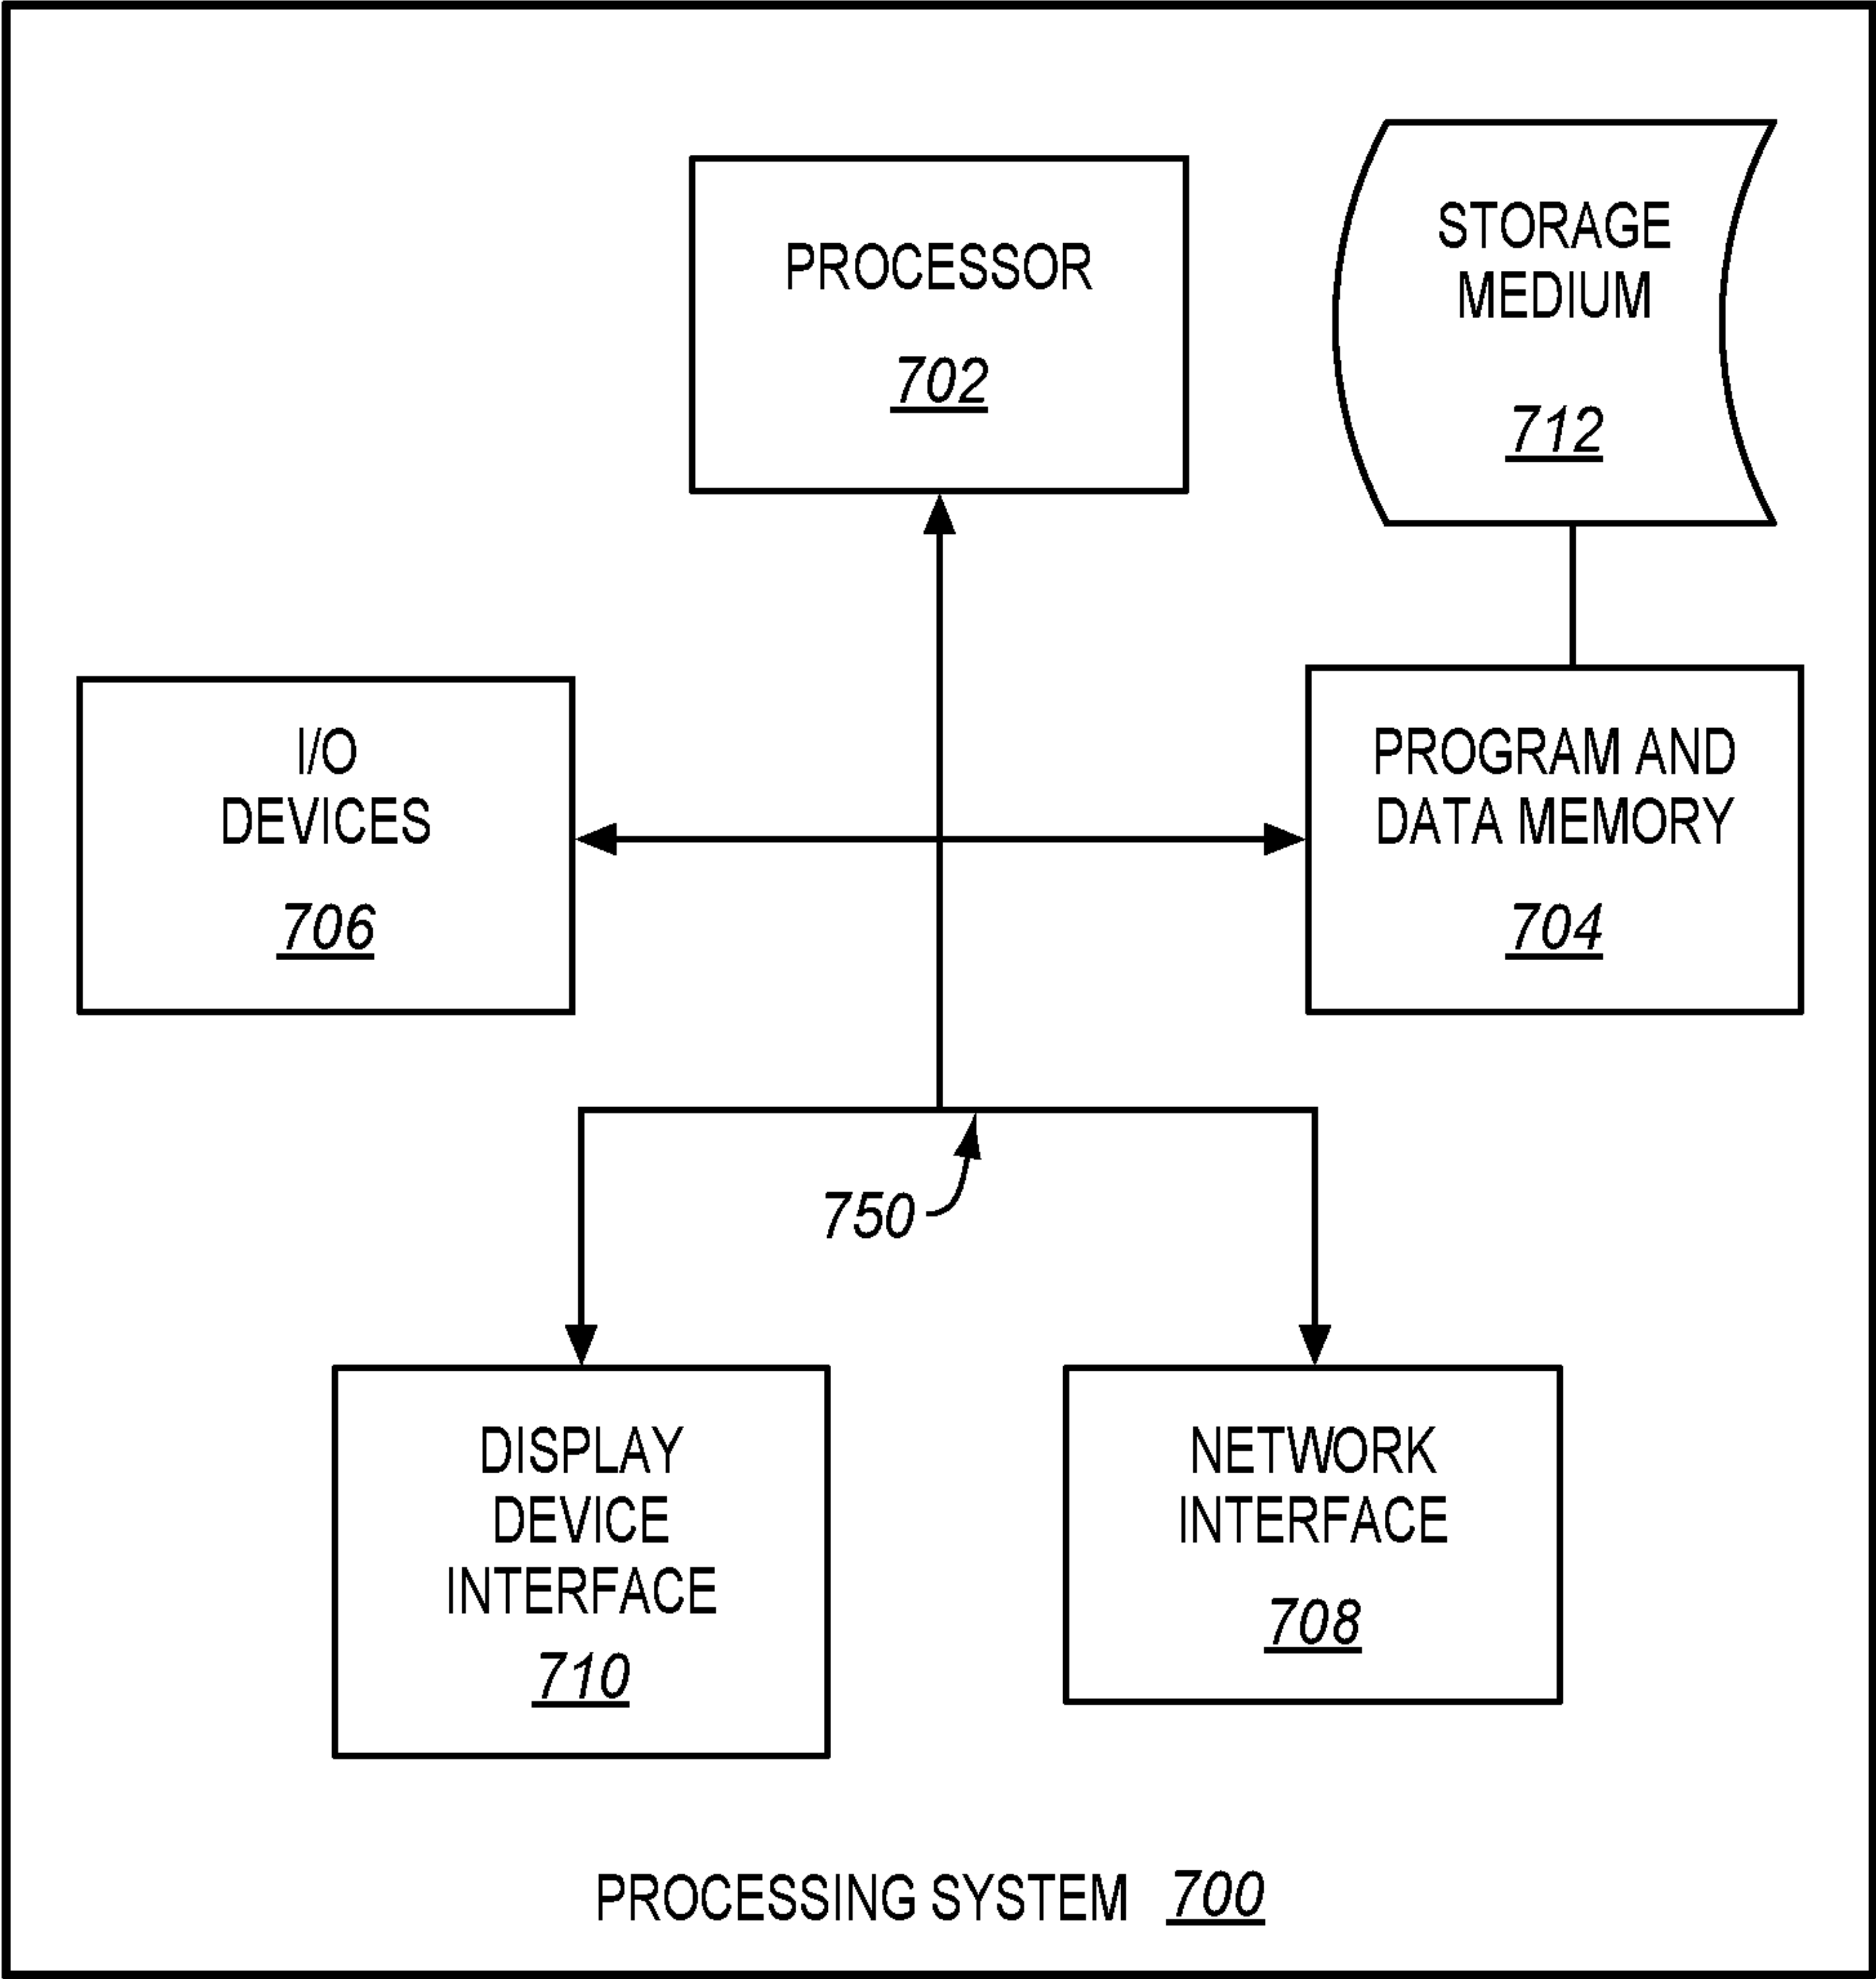 PROCESSOR
702
STORAGE
MEDIUM
712
I/O
DEVICES
706
PROGRAM AND
DATA MEMORY
704
750
DISPLAY
DEVICE
INTERFACE
710
NETWORK
INTERFACE
708
PROCESSING SYSTEM 700